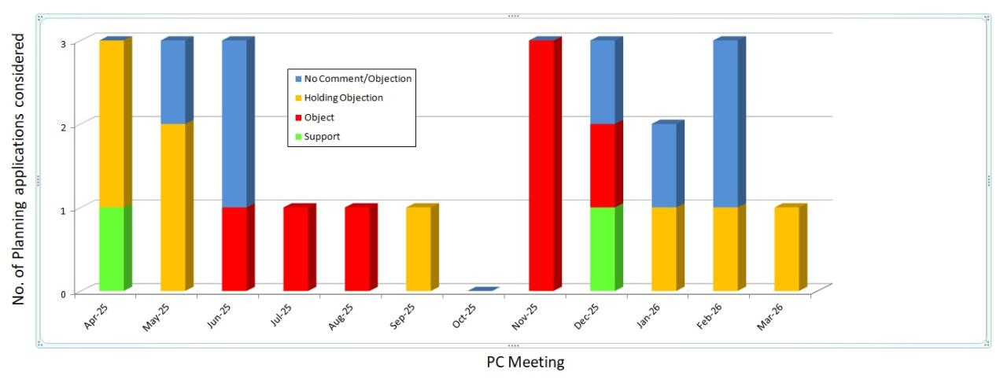 No. of Planning applications considered
3
2
1
0
No Comment/Objection
Holding Objection
Object
Support
Apr-25
May-25
Jun-25
Jul-25
Aug-25
Sep-25
Oct-25
Nov-25
Dec-25
Jan-26
Feb-26
Mar-26
PC Meeting